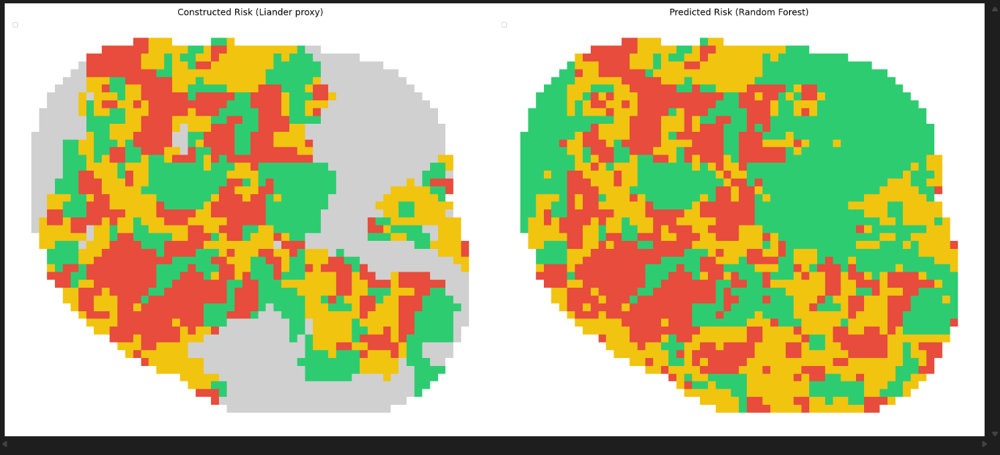 Constructed Risk (Liander proxy)
Predicted Risk (Random Forest)